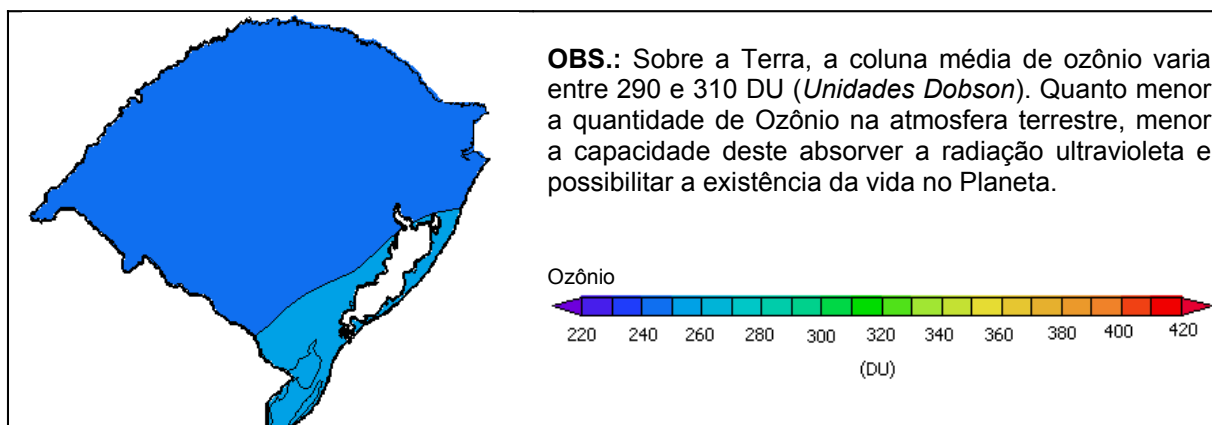 OBS.: Sobre a Terra, a coluna média de ozônio varia
entre 290 e 310 DU (Unidades Dobson). Quanto menor
a quantidade de Ozônio na atmosfera terrestre, menor
a capacidade deste absorver a radiação ultravioleta e
possibilitar a existência da vida no Planeta.
Ozônio
220 240 260 280 300 320 340 360 380 400 420
(DU)